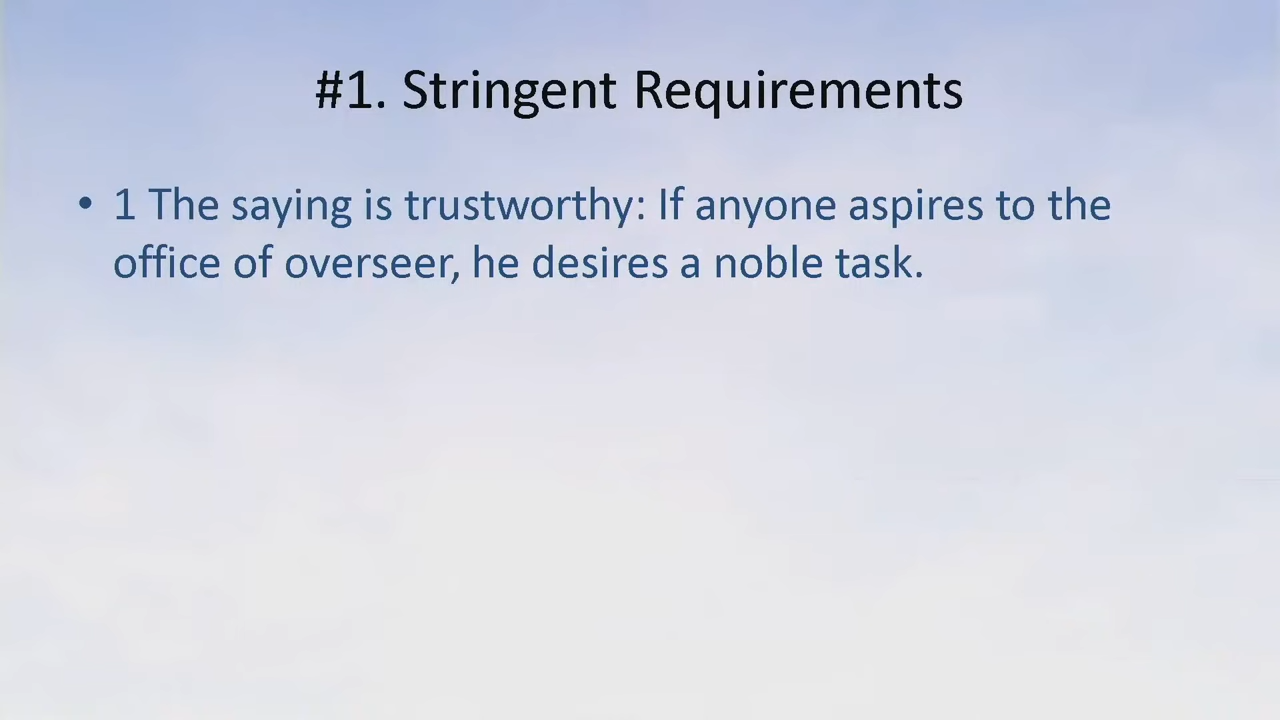 #1. Stringent Requirements
• 1 The saying is trustworthy: If anyone aspires to the
office of overseer, he desires a noble task.